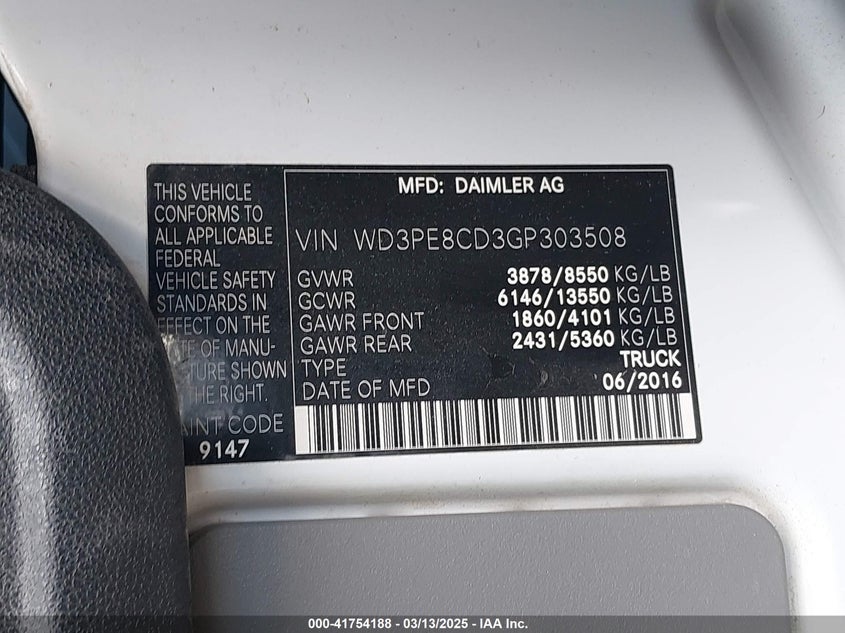 THIS VEHICLE
CONFORMS TO
ALL APPLICABLE
FEDERAL
VEHICLE SAFETY
STANDARDS IN
EFFECT ON THE
OF MANU-
SHOWN
THE RIGHT.
CODE
9147
MFD: DAIMLER AG
VIN WD3PE8CD3GP303508
GVWR 3878/8550 KG/LB
GCWR 6146/13550 KG/LB
GAWR FRONT 1860/4101 KG/LB
GAWR REAR 2431/5360 KG/LB
TYPE TRUCK
DATE OF MFD 06/2016
000-41754188 - 03/13/2025 - IAA Inc.